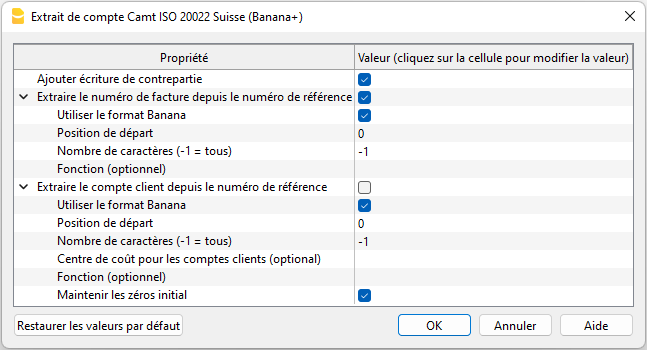 Extrait de compte Camt ISO 20022 Suisse (Banana+)
Propriété Valeur (cliquez sur la cellule pour modifier la valeur)
Ajouter écriture de contrepartie
Extraire le numéro de facture depuis le numéro de référence
Utiliser le format Banana
Position de départ 0
Nombre de caractères (-1 = tous) -1
Fonction (optionnel)
Extraire le compte client depuis le numéro de référence
Utiliser le format Banana
Position de départ 0
Nombre de caractères (-1 = tous) -1
Centre de coût pour les comptes clients (optional)
Fonction (optionnel)
Maintenir les zéros initial
Restaurer les valeurs par défaut OK Annuler Aide